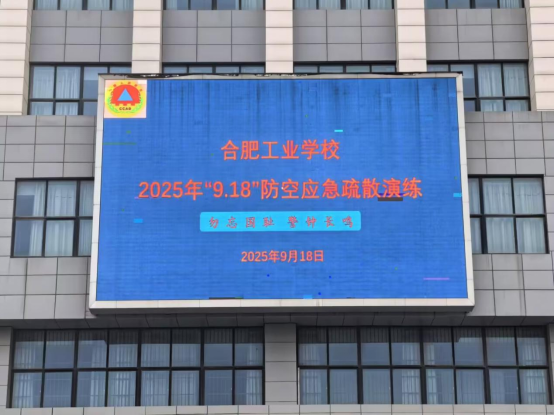 合肥工业学校
2025年“9.18”防空应急疏散演练
勿忘国耻 警钟长鸣
2025年9月18日